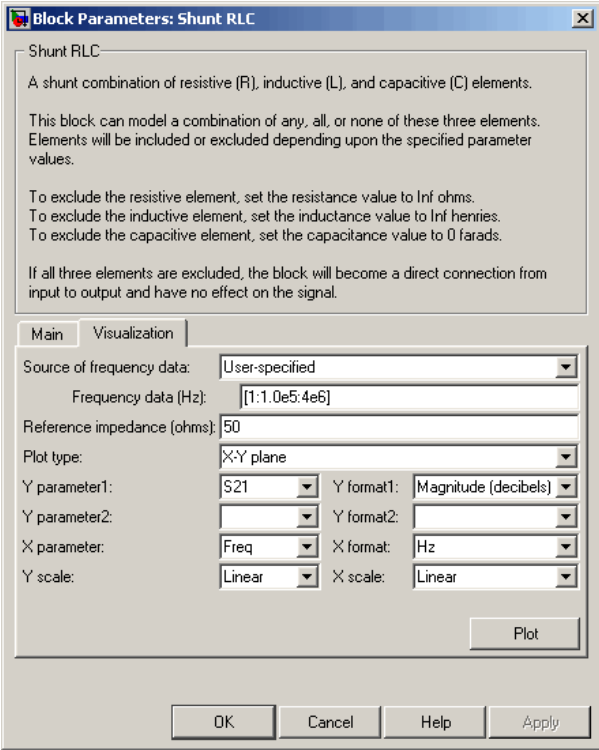 Block Parameters: Shunt RLC
Shunt RLC
A shunt combination of resistive (R), inductive (L), and capacitive (C) elements.
This block can model a combination of any, all, or none of these three elements.
Elements will be included or excluded depending upon the specified parameter
values.
To exclude the resistive element, set the resistance value to Inf ohms.
To exclude the inductive element, set the inductance value to Inf henries.
To exclude the capacitive element, set the capacitance value to 0 farads.
If all three elements are excluded, the block will become a direct connection from
input to output and have no effect on the signal.
Main Visualization
Source of frequency data: User-specified
Frequency data (Hz): [1:1.0e5:4e6]
Reference impedance (ohms): 50
Plot type: X-Y plane
Y parameter1: S21 Y format1: Magnitude (decibels)
Y parameter2: Y format2:
X parameter: Freq X format: Hz
Y scale: Linear X scale: Linear
Plot
OK Cancel Help Apply